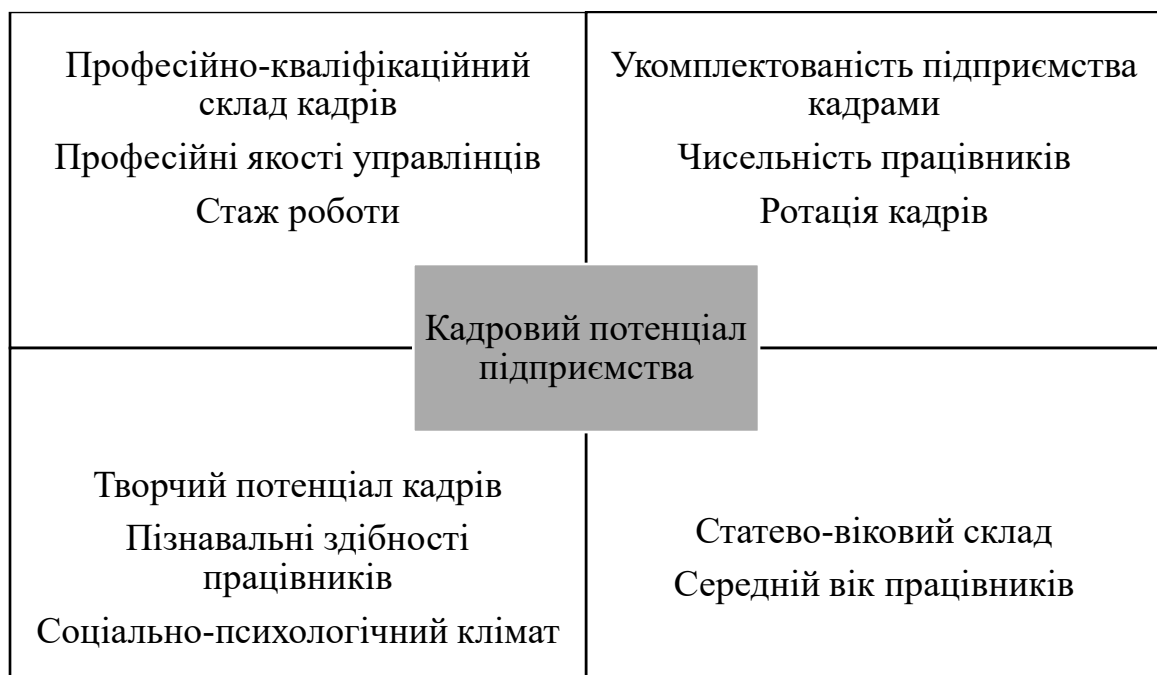 Професійно-кваліфікаційний
склад кадрів
Професійні якості управлінців
Стаж роботи
Укомплектованість підприємства
кадрами
Чисельність працівників
Ротація кадрів
Кадровий потенціал
підприємства
Творчий потенціал кадрів
Пізнавальні здібності
працівників
Соціально-психологічний клімат
Статево-віковий склад
Середній вік працівників